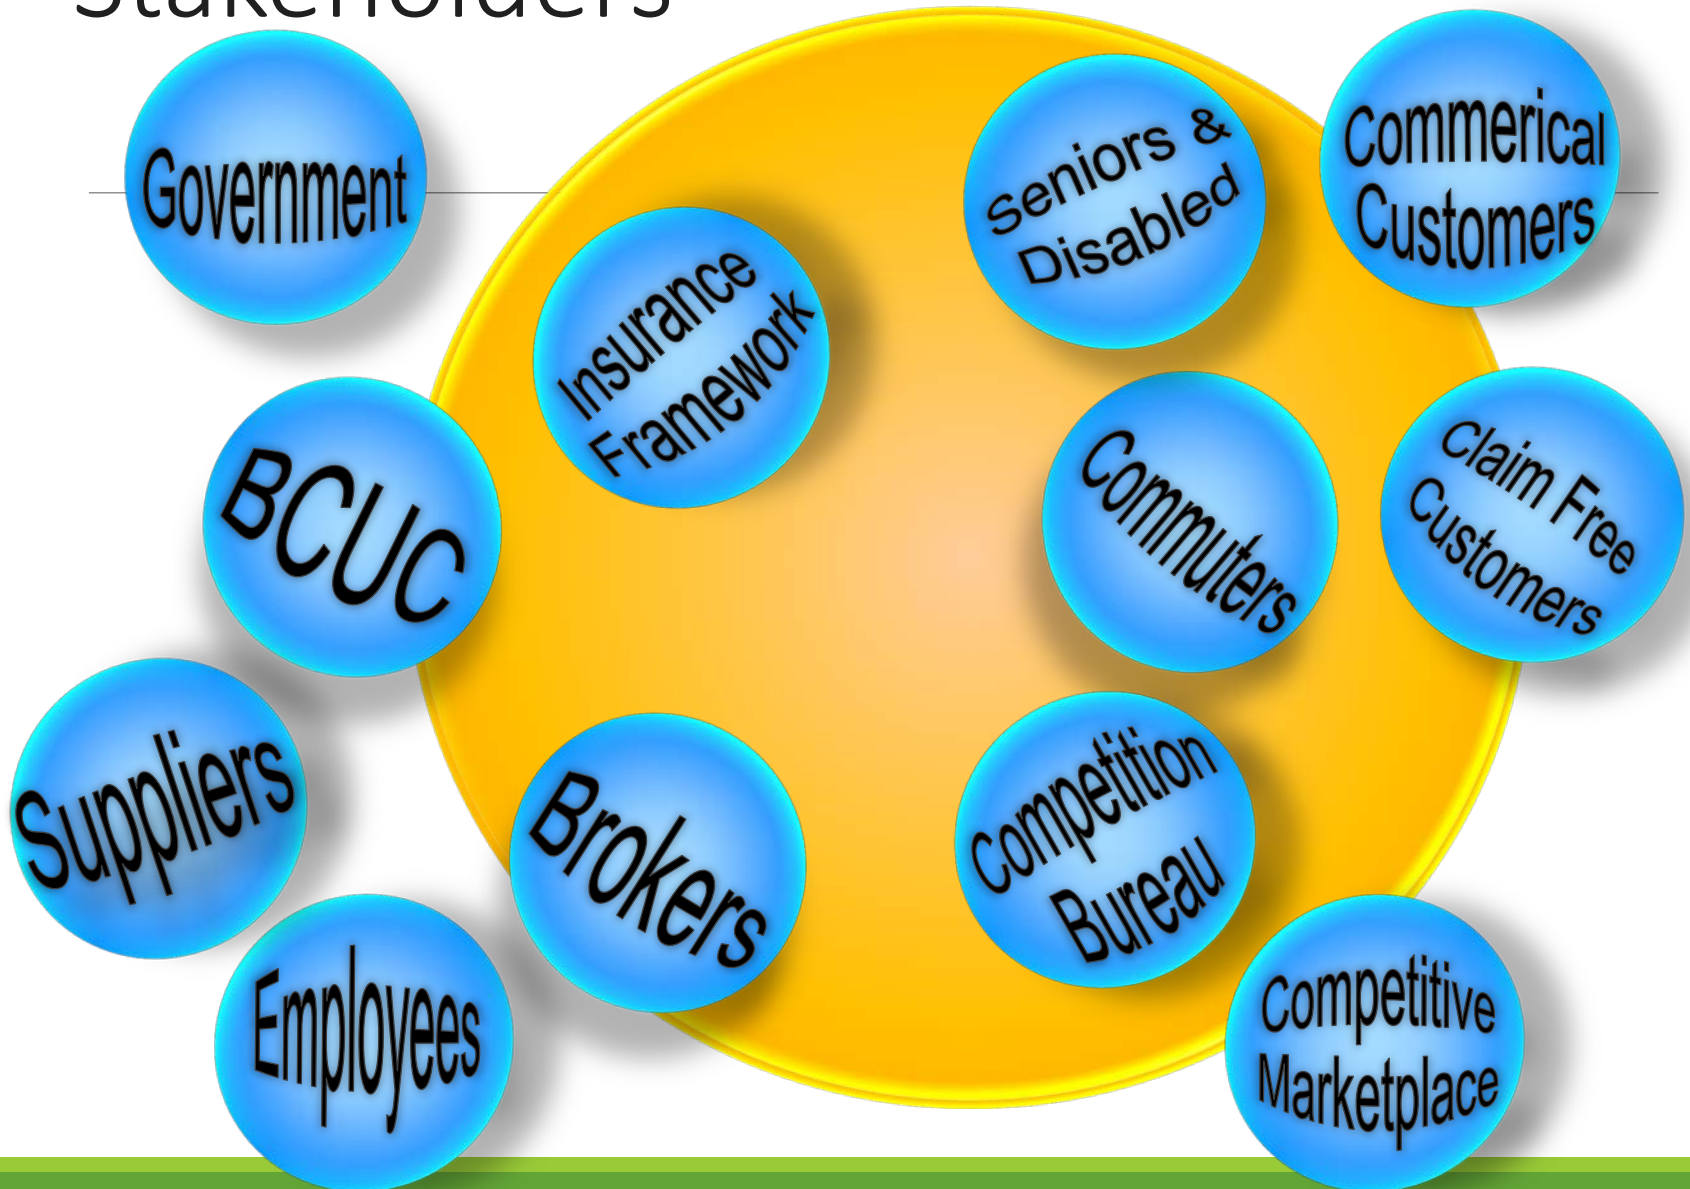 Stakeholders
Government
Seniors &
Disabled
Commerical
Customers
Insurance
Framework
BCUC
Commuters
Claim Free
Customers
Suppliers
Brokers
Competition
Bureau
Employees
Competitive
Marketplace